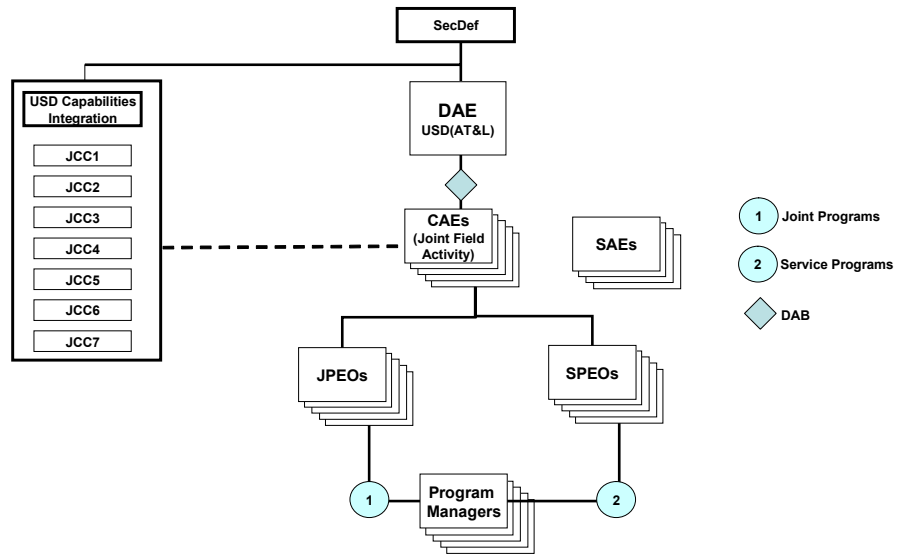 SecDef
USD Capabilities
Integration
JCC1
JCC2
JCC3
JCC4
JCC5
JCC6
JCC7
DAE
USD(AT&L)
CAEs
(Joint Field
Activity)
SAEs
JPEOs
SPEOs
1
Program
Managers
2
1 Joint Programs
2 Service Programs
DAB